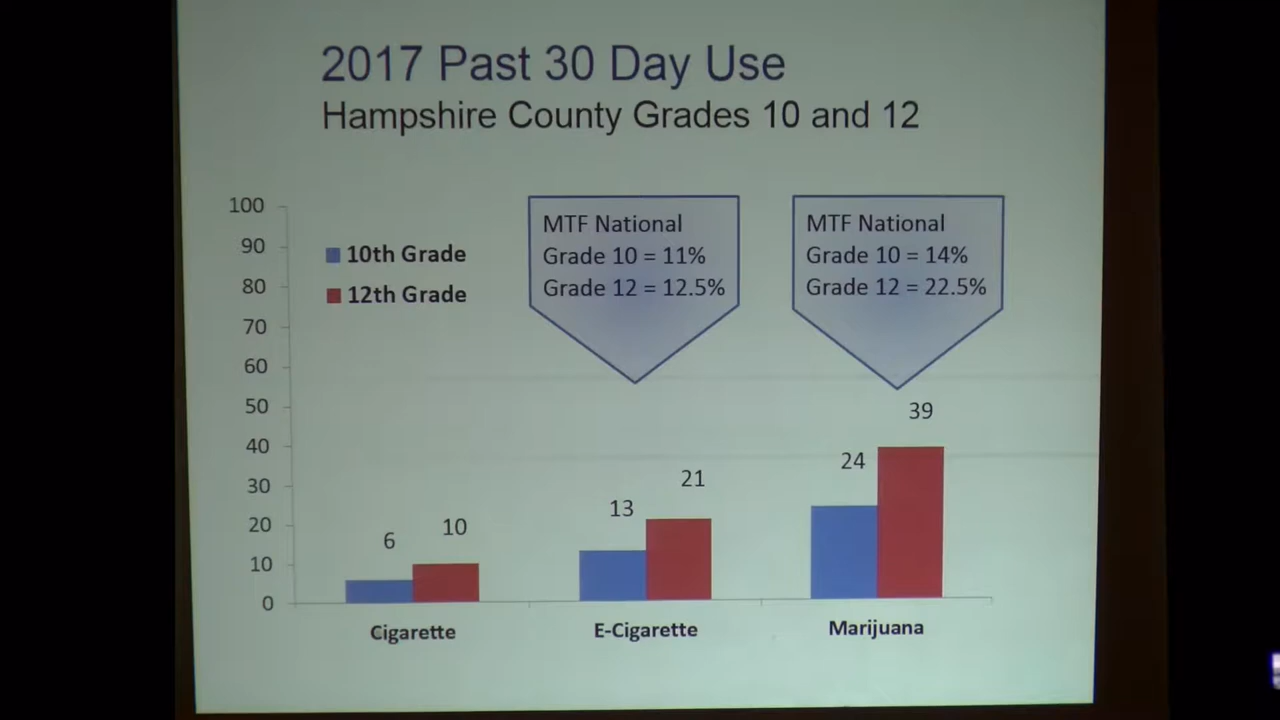 2017 Past 30 Day Use
Hampshire County Grades 10 and 12
100
90
80
70
60
50
40
30
20
10
0
10th Grade
12th Grade
MTF National
Grade 10 = 11%
Grade 12 = 12.5%
MTF National
Grade 10 = 14%
Grade 12 = 22.5%
6
10
13
21
24
39
Cigarette
E-Cigarette
Marijuana